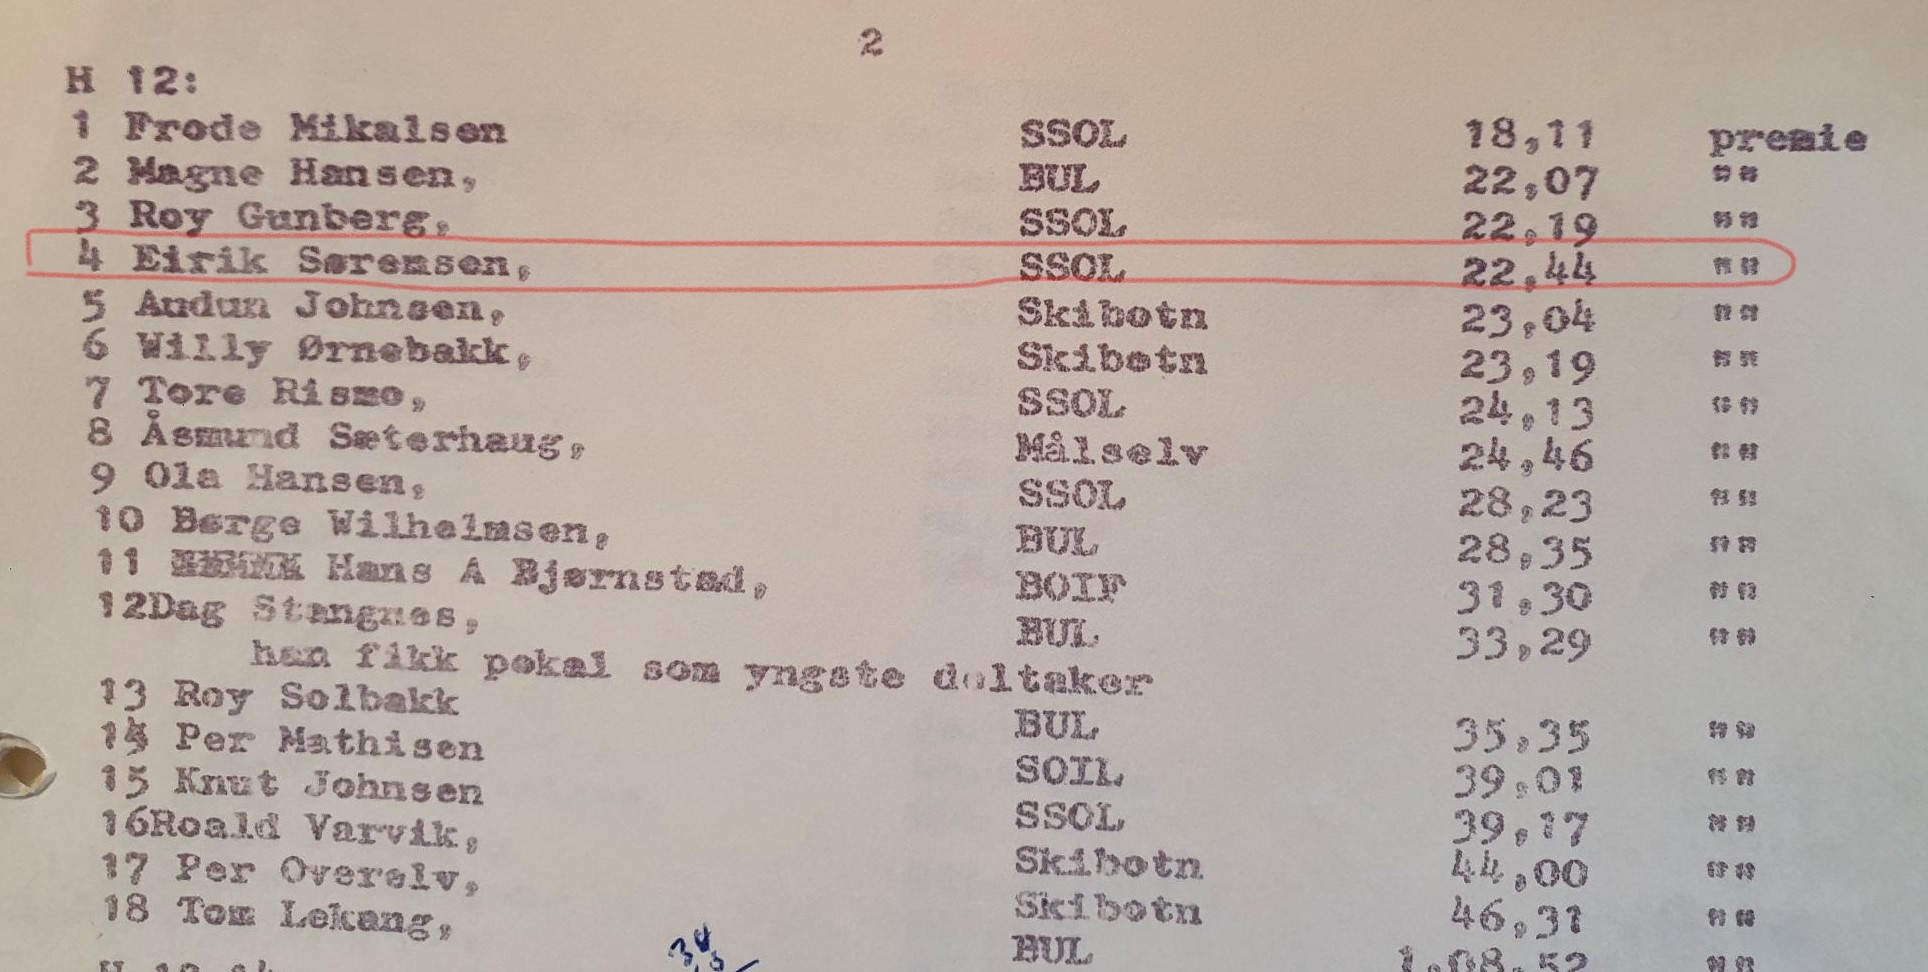 2
H 12:
1 Frode Mikalsen SSOL 18,11 premie
2 Magne Hansen, BUL 22,07 ""
3 Roy Gunberg, SSOL 22,19 ""
4 Eirik Sørensen, SSOL 22,44 ""
5 Audun Johnsen, Skibotn 23,04 ""
6 Willy Ørnebakk, Skibotn 23,19 ""
7 Tore Rismo, SSOL 24,13 ""
8 Åsmund Sæterhaug, Målselv 24,46 ""
9 Ola Hansen, SSOL 28,23 ""
10 Børge Wilhelmsen, BUL 28,35 ""
11 Hans A Bjørnstad, BOIF 31,30 ""
12Dag Stangnes, BUL 33,29 ""
han fikk pokal som yngste deltaker
13 Roy Solbakk BUL 35,35 ""
14 Per Mathisen SOIL 39,01 ""
15 Knut Johnsen SSOL 39,17 ""
16Roald Varvik, Skibotn 44,00 ""
17 Per Overelv, Skibotn 46,31 ""
18 Tom Lekang, BUL 1,08,52 ""